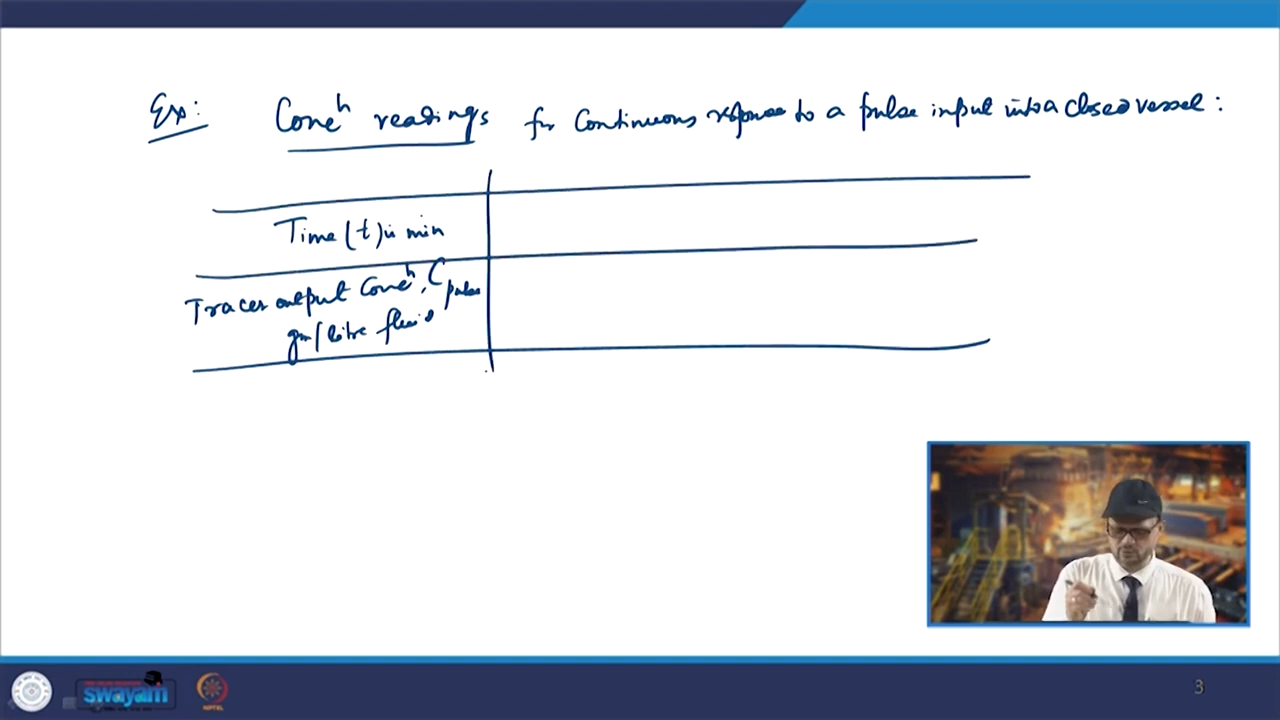 Ex: Concⁿ readings for Continuous response to a pulse input into a closed vessel :
Time (t) in min
Tracer output Concⁿ, C pulse
gm/litre fluid
3
swayam